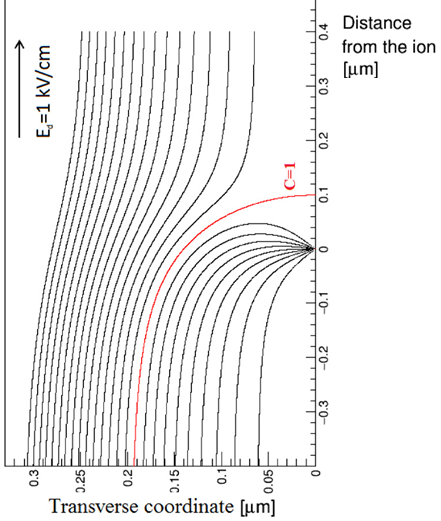 Distance
from the ion
[µm]
E_d=1 kV/cm
C=1
0.4
0.3
0.2
0.1
0
−0.1
−0.2
−0.3
0.3
0.25
0.2
0.15
0.1
0.05
0
Transverse coordinate [µm]